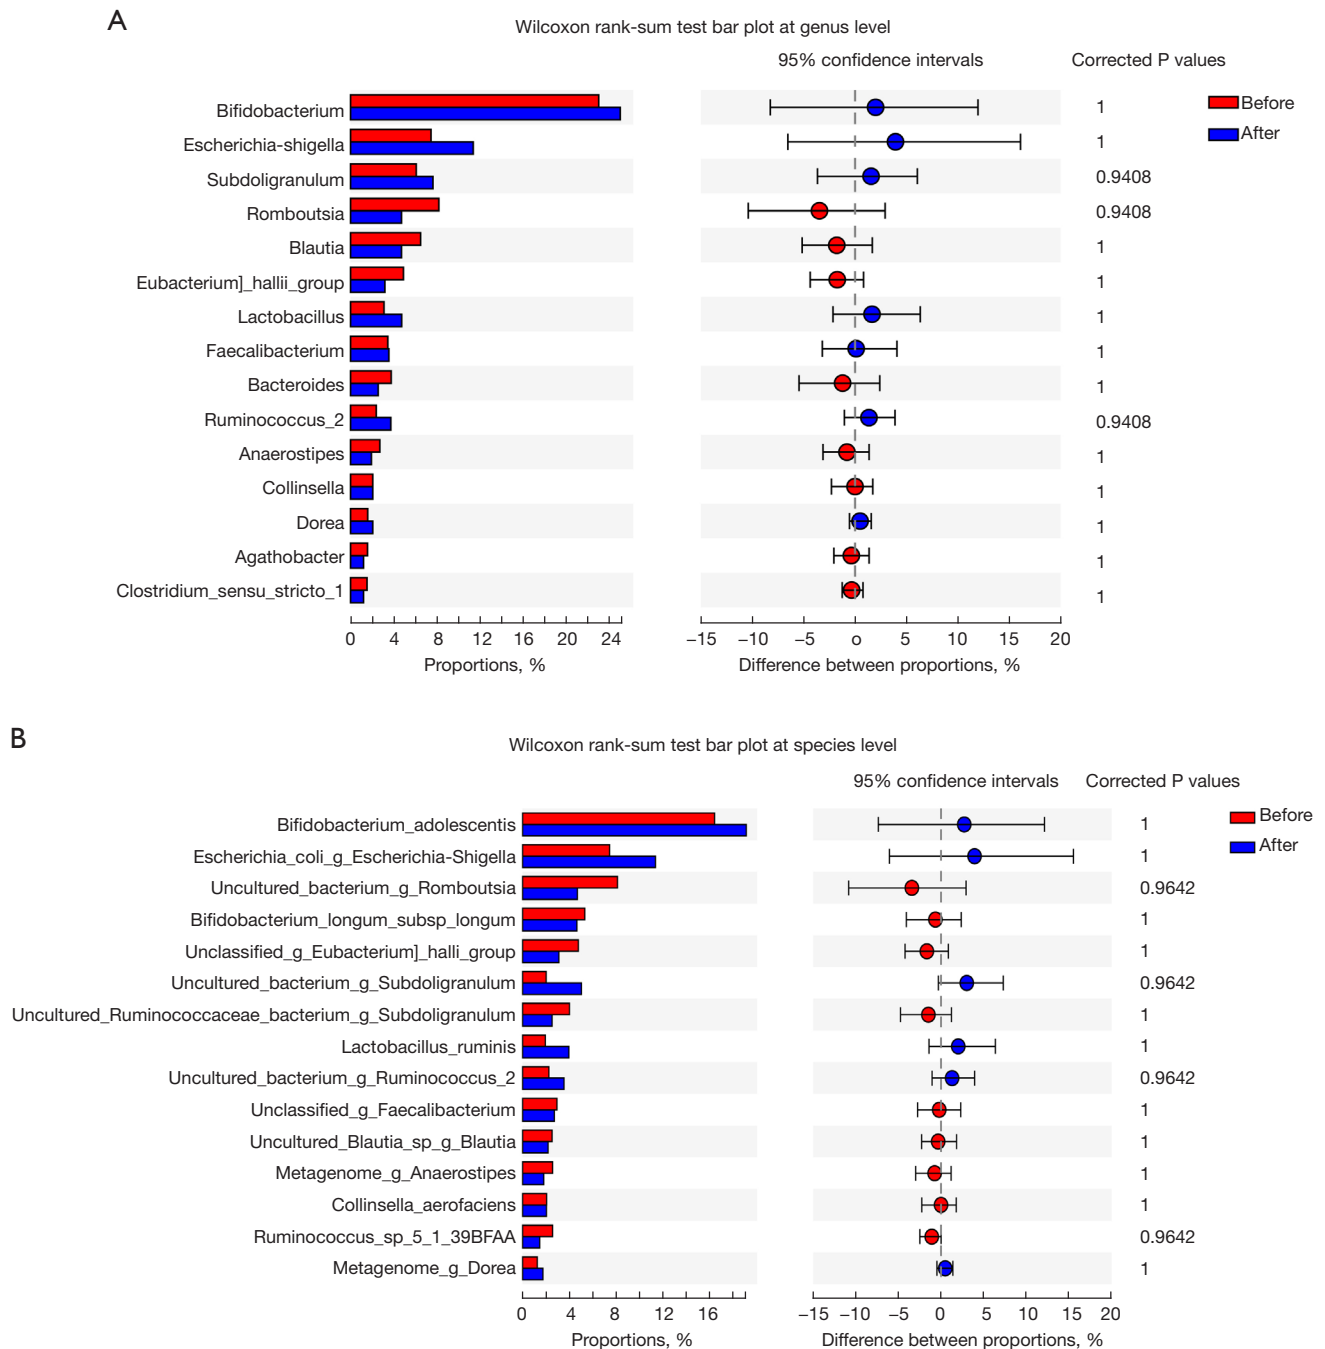 A
Wilcoxon rank-sum test bar plot at genus level
95% confidence intervals
Corrected P values
Before
After
Bifidobacterium 1
Escherichia-shigella 1
Subdoligranulum 0.9408
Romboutsia 0.9408
Blautia 1
Eubacterium]_hallii_group 1
Lactobacillus 1
Faecalibacterium 1
Bacteroides 1
Ruminococcus_2 0.9408
Anaerostipes 1
Collinsella 1
Dorea 1
Agathobacter 1
Clostridium_sensu_stricto_1 1
0 4 8 12 16 20 24 −15 −10 −5 o 5 10 15 20
Proportions, % Difference between proportions, %
B
Wilcoxon rank-sum test bar plot at species level
95% confidence intervals
Corrected P values
Before
After
Bifidobacterium_adolescentis 1
Escherichia_coli_g_Escherichia-Shigella 1
Uncultured_bacterium_g_Romboutsia 0.9642
Bifidobacterium_longum_subsp_longum 1
Unclassified_g_Eubacterium]_halli_group 1
Uncultured_bacterium_g_Subdoligranulum 0.9642
Uncultured_Ruminococcaceae_bacterium_g_Subdoligranulum 1
Lactobacillus_ruminis 1
Uncultured_bacterium_g_Ruminococcus_2 0.9642
Unclassified_g_Faecalibacterium 1
Uncultured_Blautia_sp_g_Blautia 1
Metagenome_g_Anaerostipes 1
Collinsella_aerofaciens 1
Ruminococcus_sp_5_1_39BFAA 0.9642
Metagenome_g_Dorea 1
0 4 8 12 16 −15 −10 −5 0 5 10 15 20
Proportions, % Difference between proportions, %